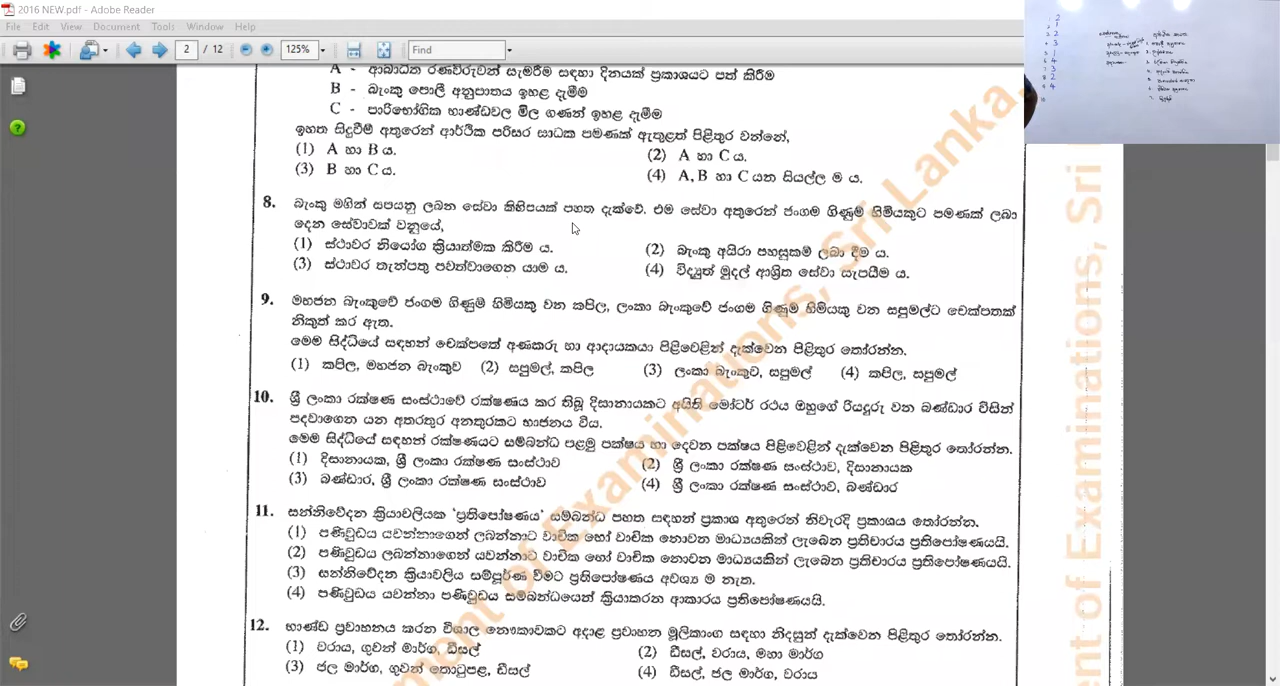 2016 NEW.pdf - Adobe Reader
File Edit View Document Tools Window Help
2 / 12 125% Find
A - ආබාධිත රණවිරුවන් සැමරීම සඳහා දිනයක් ප්‍රකාශයට පත් කිරීම
B - බැංකු පොලී අනුපාතය ඉහළ දැමීම
C - පාරිභෝගික භාණ්ඩවල මිල ගණන් ඉහළ දැමීම
ඉහත සිදුවීම් අතුරෙන් ආර්ථික පරිසර සාධක පමණක් ඇතුළත් පිළිතුර වන්නේ,
(1) A හා B ය. (2) A හා C ය.
(3) B හා C ය. (4) A, B හා C යන සියල්ල ම ය.
8. බැංකු මගින් සපයනු ලබන සේවා කිහිපයක් පහත දැක්වේ. එම සේවා අතුරෙන් ජංගම ගිණුම් හිමියකුට පමණක් ලබා
දෙන සේවාවක් වනුයේ,
(1) ස්ථාවර නියෝග ක්‍රියාත්මක කිරීම ය. (2) බැංකු අයිරා පහසුකම් ලබා දීම ය.
(3) ස්ථාවර තැන්පතු පවත්වාගෙන යාම ය. (4) විද්‍යුත් මුදල් ආශ්‍රිත සේවා සැපයීම ය.
9. මහජන බැංකුවේ ජංගම ගිණුම් හිමියකු වන කපිල, ලංකා බැංකුවේ ජංගම ගිණුම් හිමියකු වන සපුමල්ට චෙක්පතක්
නිකුත් කර ඇත.
මෙම සිද්ධියේ සඳහන් චෙක්පතේ අණකරු හා ආදායකයා පිළිවෙළින් දැක්වෙන පිළිතුර තෝරන්න.
(1) කපිල, මහජන බැංකුව (2) සපුමල්, කපිල (3) ලංකා බැංකුව, සපුමල් (4) කපිල, සපුමල්
10. ශ්‍රී ලංකා රක්ෂණ සංස්ථාවේ රක්ෂණය කර තිබූ දිසානායකට අයිති මෝටර් රථය ඔහුගේ රියදුරු වන බණ්ඩාර විසින්
පදවාගෙන යන අතරතුර අනතුරකට භාජනය විය.
මෙම සිද්ධියේ සඳහන් රක්ෂණයට සම්බන්ධ පළමු පක්ෂය හා දෙවන පක්ෂය පිළිවෙළින් දැක්වෙන පිළිතුර තෝරන්න.
(1) දිසානායක, ශ්‍රී ලංකා රක්ෂණ සංස්ථාව (2) ශ්‍රී ලංකා රක්ෂණ සංස්ථාව, දිසානායක
(3) බණ්ඩාර, ශ්‍රී ලංකා රක්ෂණ සංස්ථාව (4) ශ්‍රී ලංකා රක්ෂණ සංස්ථාව, බණ්ඩාර
11. සන්නිවේදන ක්‍රියාවලියක 'ප්‍රතිපෝෂණය' සම්බන්ධ පහත සඳහන් ප්‍රකාශ අතුරෙන් නිවැරදි ප්‍රකාශය තෝරන්න.
(1) පණිවුඩය යවන්නාගෙන් ලබන්නාට වාචික හෝ වාචික නොවන මාධ්‍යයකින් ලැබෙන ප්‍රතිචාරය ප්‍රතිපෝෂණයයි.
(2) පණිවුඩය ලබන්නාගෙන් යවන්නාට වාචික හෝ වාචික නොවන මාධ්‍යයකින් ලැබෙන ප්‍රතිචාරය ප්‍රතිපෝෂණයයි.
(3) සන්නිවේදන ක්‍රියාවලිය සම්පූර්ණ වීමට ප්‍රතිපෝෂණය අවශ්‍ය ම නැත.
(4) පණිවුඩය යවන්නා පණිවුඩය සම්බන්ධයෙන් ක්‍රියාකරන ආකාරය ප්‍රතිපෝෂණයයි.
12. භාණ්ඩ ප්‍රවාහනය කරන විශාල නෞකාවකට අදාළ ප්‍රවාහන මූලිකාංග සඳහා නිදසුන් දැක්වෙන පිළිතුර තෝරන්න.
(1) වරාය, ගුවන් මාර්ග, ඩීසල් (2) ඩීසල්, වරාය, මහා මාර්ග
(3) ජල මාර්ග, ගුවන් තොටුපළ, ඩීසල් (4) ඩීසල්, ජල මාර්ග, වරාය
ment of Examinations, Sri Lanka.
ent of Examinations, Sri